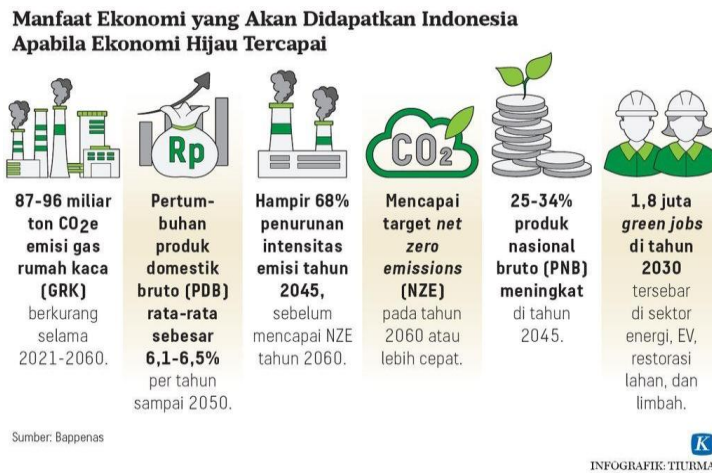 Manfaat Ekonomi yang Akan Didapatkan Indonesia
Apabila Ekonomi Hijau Tercapai
Rp
CO2
87-96 miliar
ton CO2e
emisi gas
rumah kaca
(GRK)
berkurang
selama
2021-2060.
Pertum-
buhan
produk
domestik
bruto (PDB)
rata-rata
sebesar
6,1-6,5%
per tahun
sampai 2050.
Hampir 68%
penurunan
intensitas
emisi tahun
2045,
sebelum
mencapai NZE
tahun 2060.
Mencapai
target net
zero
emissions
(NZE)
pada tahun
2060 atau
lebih cepat.
25-34%
produk
nasional
bruto (PNB)
meningkat
di tahun
2045.
1,8 juta
green jobs
di tahun
2030
tersebar
di sektor
energi, EV,
restorasi
lahan, dan
limbah.
Sumber: Bappenas
K
INFOGRAFIK: TIURMA